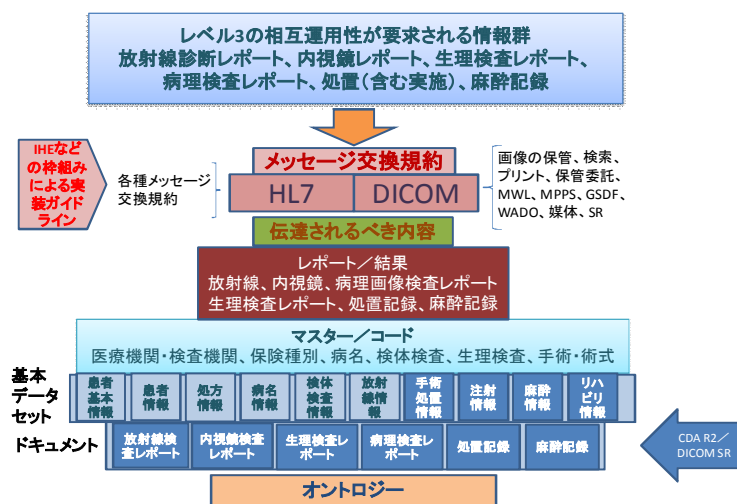 レベル3の相互運用性が要求される情報群
放射線診断レポート、内視鏡レポート、生理検査レポート、
病理検査レポート、処置（含む実施）、麻酔記録
IHEなど
の枠組み
による実
装ガイド
ライン
各種メッセージ
交換規約
メッセージ交換規約
HL7
DICOM
画像の保管、検索、
プリント、保管委託、
MWL、MPPS、GSDF、
WADO、媒体、SR
伝達されるべき内容
レポート／結果
放射線、内視鏡、病理画像検査レポート
生理検査レポート、処置記録、麻酔記録
マスター／コード
医療機関・検査機関、保険種別、病名、検体検査、生理検査、手術・術式
基本
データ
セット
患者
基本
情報
患者
情報
処方
情報
病名
情報
検体
検査
情報
放射
線情
報
手術
処置
情報
注射
情報
麻酔
情報
リハ
ビリ
情報
ドキュメント
放射線検
査レポート
内視鏡検査
レポート
生理検査レ
ポート
病理検査レ
ポート
処置記録
麻酔記録
CDA R2／
DICOM SR
オントロジー